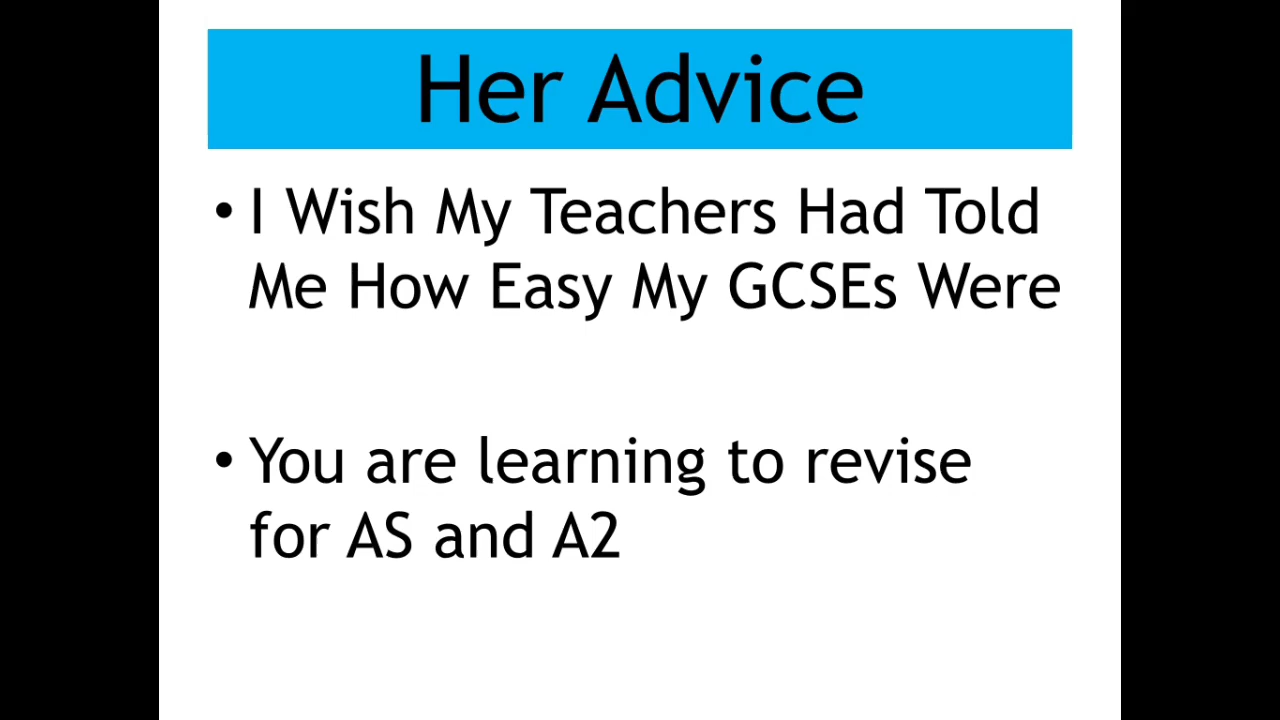 Her Advice
• I Wish My Teachers Had Told
Me How Easy My GCSEs Were
• You are learning to revise
for AS and A2